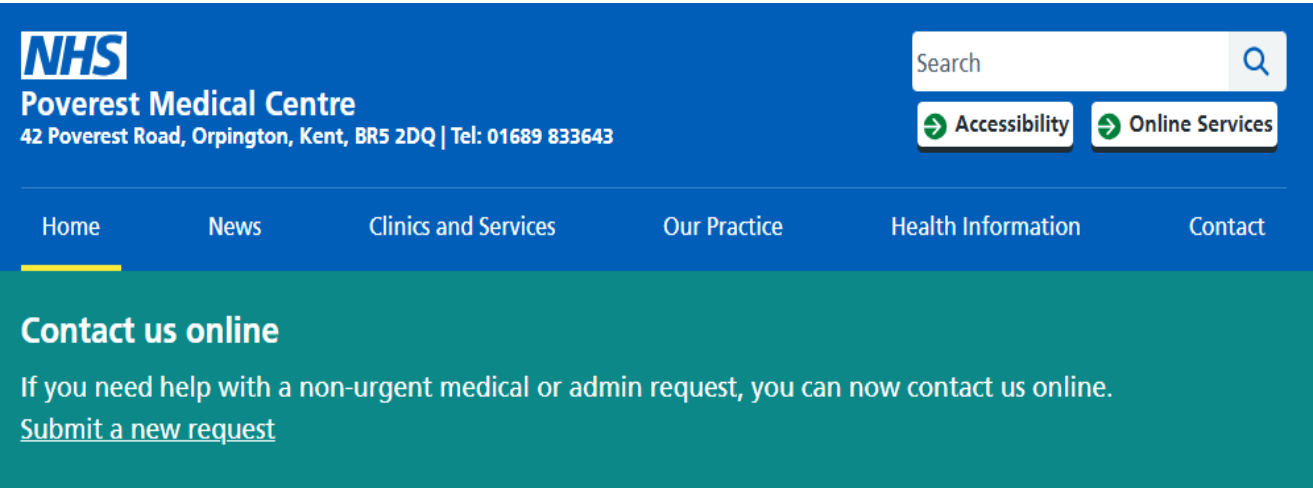 NHS
Poverest Medical Centre
42 Poverest Road, Orpington, Kent, BR5 2DQ | Tel: 01689 833643
Search
Accessibility
Online Services
Home
News
Clinics and Services
Our Practice
Health Information
Contact
Contact us online
If you need help with a non-urgent medical or admin request, you can now contact us online.
Submit a new request